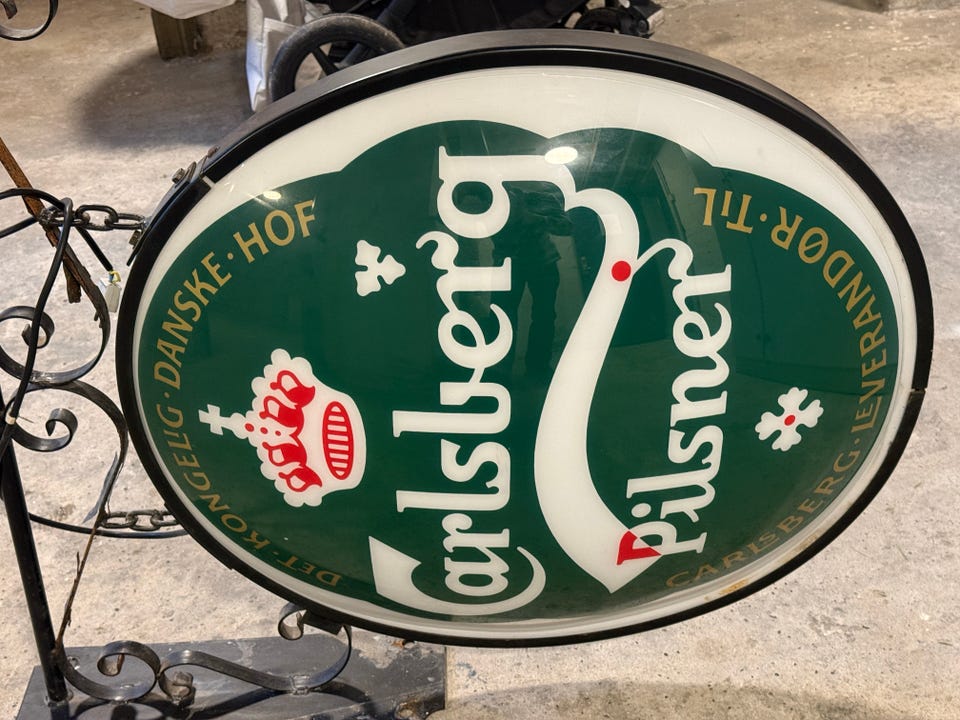 DET·KONGELIG·DANSKE·HOF
Carlsberg
Pilsner
CARLSBERG·LEVERANDØR·TIL